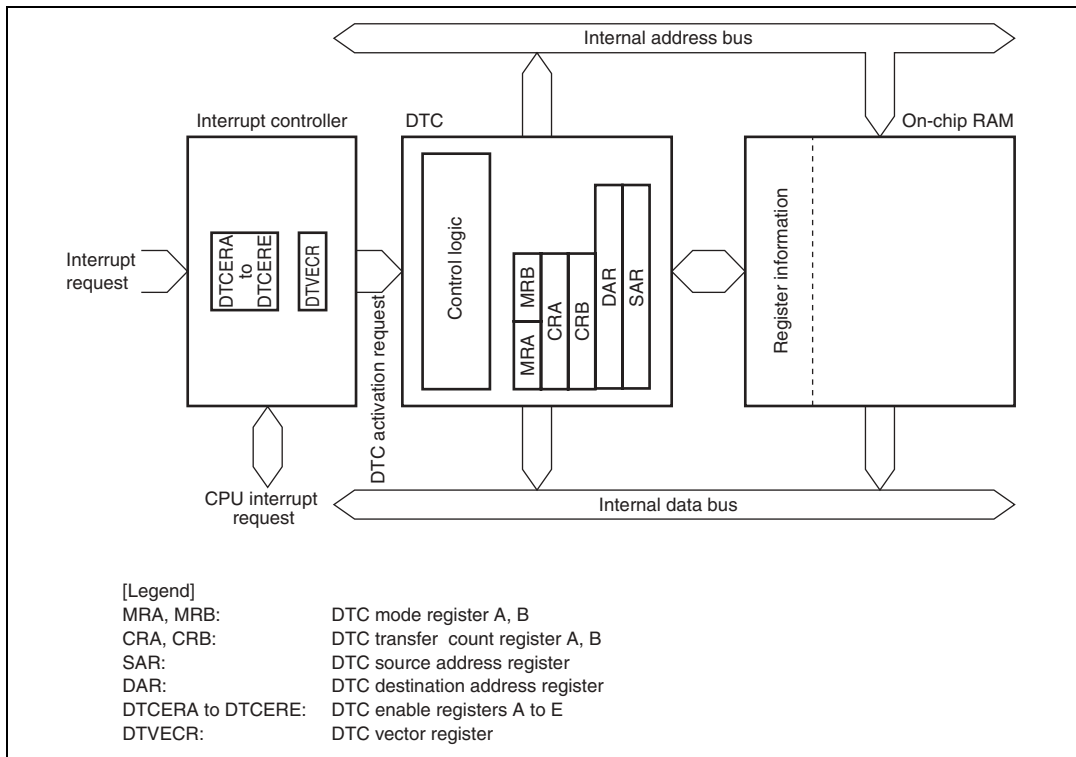 Internal address bus
Interrupt controller
DTC
On-chip RAM
Interrupt
request
DTCERA
to
DTCERE
DTVECR
DTC activation request
Control logic
MRA
MRB
CRA
CRB
DAR
SAR
Register information
CPU interrupt
request
Internal data bus
[Legend]
MRA, MRB: DTC mode register A, B
CRA, CRB: DTC transfer count register A, B
SAR: DTC source address register
DAR: DTC destination address register
DTCERA to DTCERE: DTC enable registers A to E
DTVECR: DTC vector register